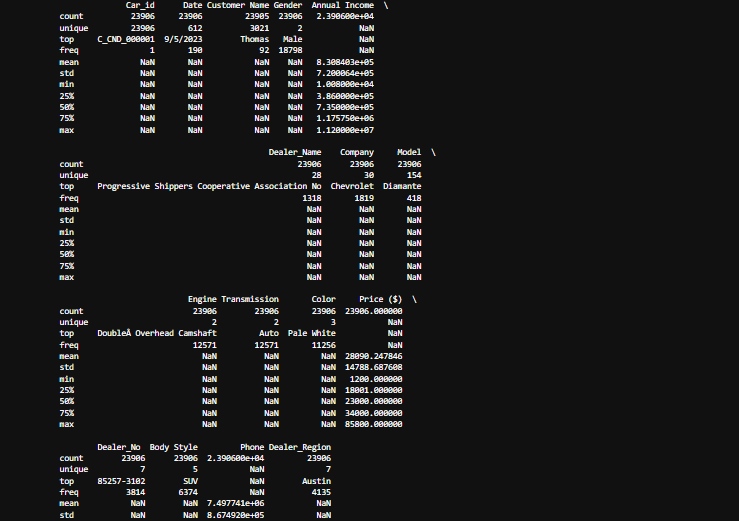 Car_id Date Customer Name Gender Annual Income \
count 23906 23906 23905 23906 2.390600e+04
unique 23906 612 3021 2 NaN
top C_CND_000001 9/5/2023 Thomas Male NaN
freq 1 190 92 18798 NaN
mean NaN NaN NaN NaN 8.308403e+05
std NaN NaN NaN NaN 7.200064e+05
min NaN NaN NaN NaN 1.008000e+04
25% NaN NaN NaN NaN 3.860000e+05
50% NaN NaN NaN NaN 7.350000e+05
75% NaN NaN NaN NaN 1.175750e+06
max NaN NaN NaN NaN 1.120000e+07
Dealer_Name Company Model \
count 23906 23906 23906
unique 28 30 154
top Progressive Shippers Cooperative Association No Chevrolet Diamante
freq 1318 1819 418
mean NaN NaN NaN
std NaN NaN NaN
min NaN NaN NaN
25% NaN NaN NaN
50% NaN NaN NaN
75% NaN NaN NaN
max NaN NaN NaN
Engine Transmission Color Price ($) \
count 23906 23906 23906 23906.000000
unique 2 2 3 NaN
top DoubleÂ Overhead Camshaft Auto Pale White NaN
freq 12571 12571 11256 NaN
mean NaN NaN NaN 28090.247846
std NaN NaN NaN 14788.687608
min NaN NaN NaN 1200.000000
25% NaN NaN NaN 18001.000000
50% NaN NaN NaN 23000.000000
75% NaN NaN NaN 34000.000000
max NaN NaN NaN 85800.000000
Dealer_No Body Style Phone Dealer_Region
count 23906 23906 2.390600e+04 23906
unique 7 5 NaN 7
top 85257-3102 SUV NaN Austin
freq 3814 6374 NaN 4135
mean NaN NaN 7.497741e+06 NaN
std NaN NaN 8.674920e+05 NaN